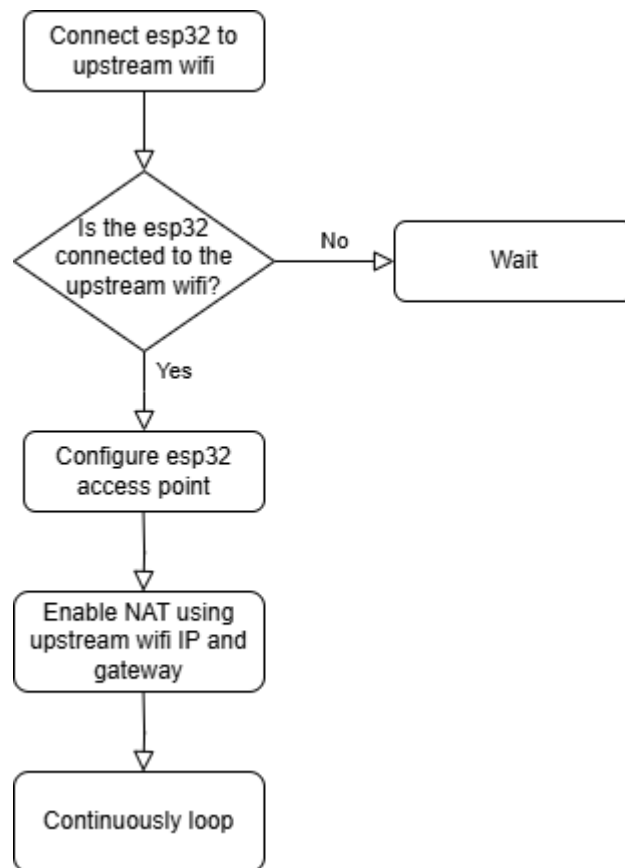 Connect esp32 to
upstream wifi
Is the esp32
connected to the
upstream wifi?
No
Wait
Yes
Configure esp32
access point
Enable NAT using
upstream wifi IP and
gateway
Continuously loop